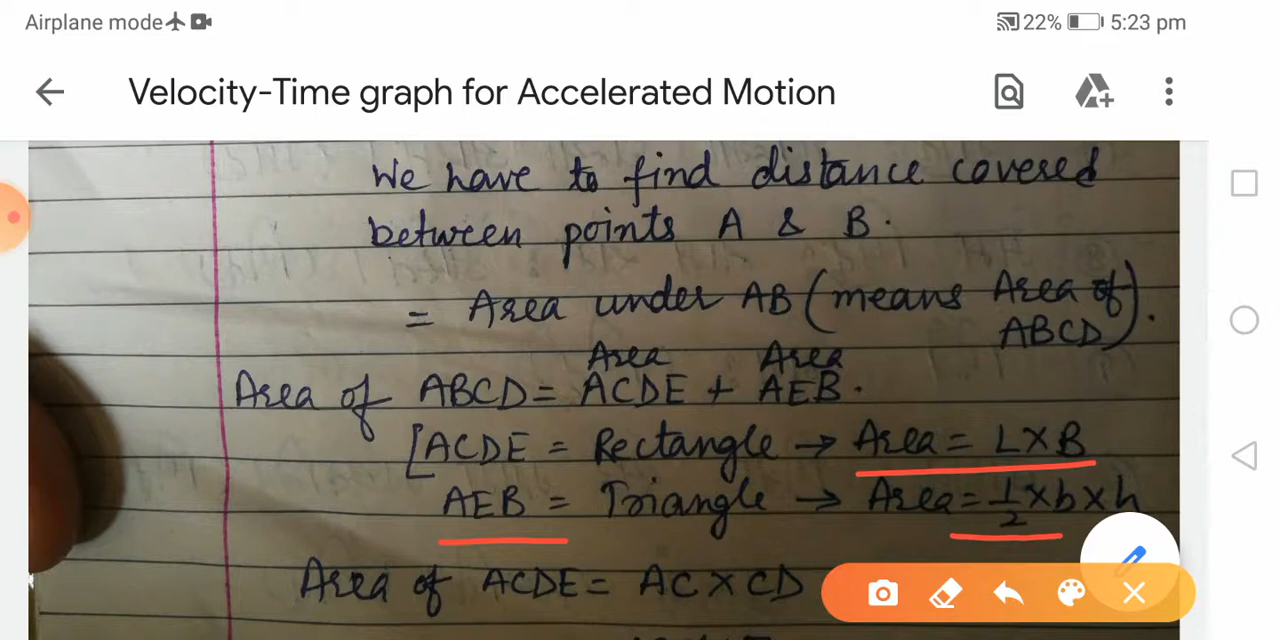 Airplane mode
22% 5:23 pm
Velocity-Time graph for Accelerated Motion
We have to find distance covered
between points A & B.
= Area under AB (means Area of
ABCD).
Area Area
Area of ABCD = ACDE + AEB.
[ACDE = Rectangle → Area = L×B
AEB = Triangle → Area = 1/2 × b × h
Area of ACDE = AC × CD